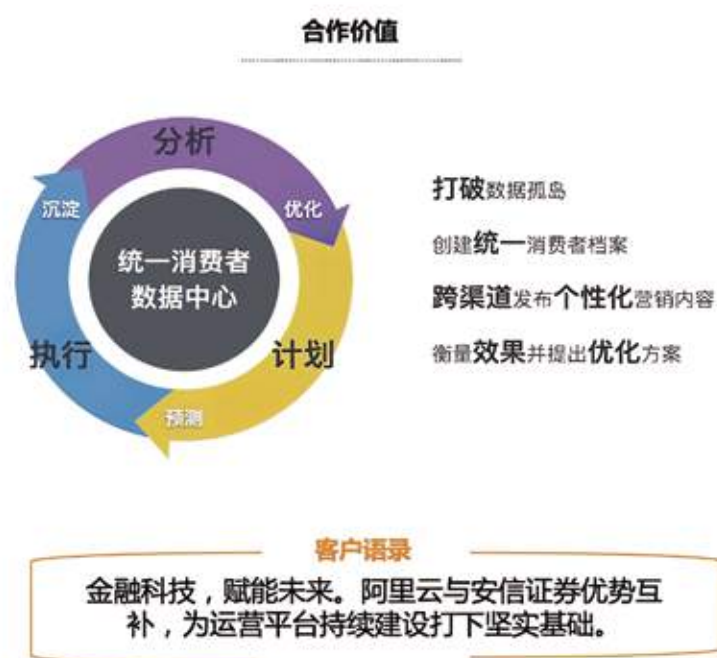 合作价值
分析
沉淀
优化
统一消费者
数据中心
执行
计划
预测
打破数据孤岛
创建统一消费者档案
跨渠道发布个性化营销内容
衡量效果并提出优化方案
客户语录
金融科技，赋能未来。阿里云与安信证券优势互
补，为运营平台持续建设打下坚实基础。